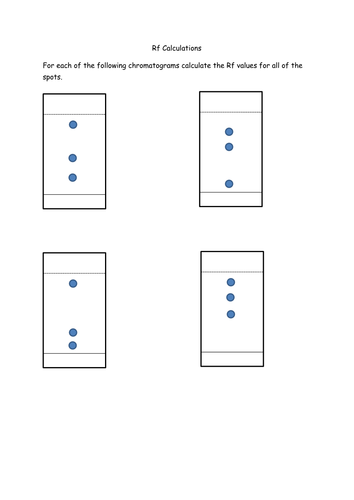 Rf Calculations
For each of the following chromatograms calculate the Rf values for all of the
spots.